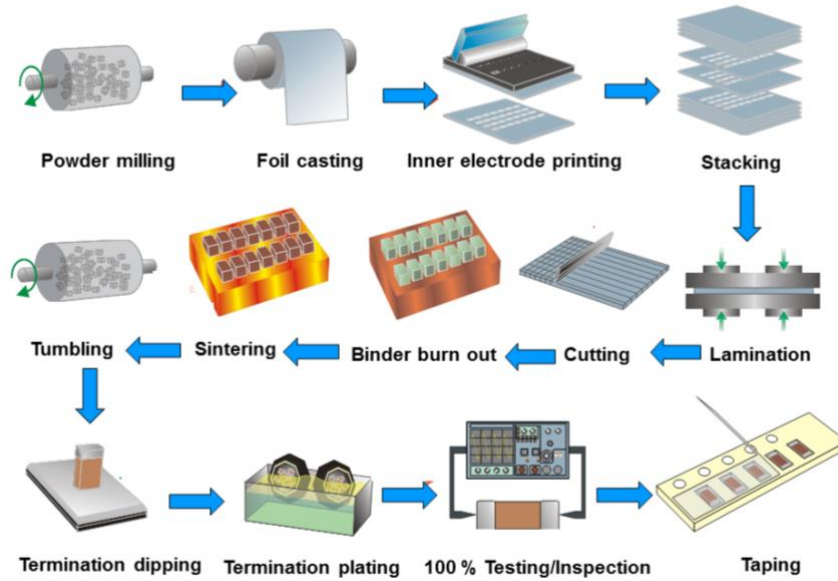 Powder milling
Foil casting
Inner electrode printing
Stacking
Tumbling
Sintering
Binder burn out
Cutting
Lamination
Termination dipping
Termination plating
100 % Testing/Inspection
Taping